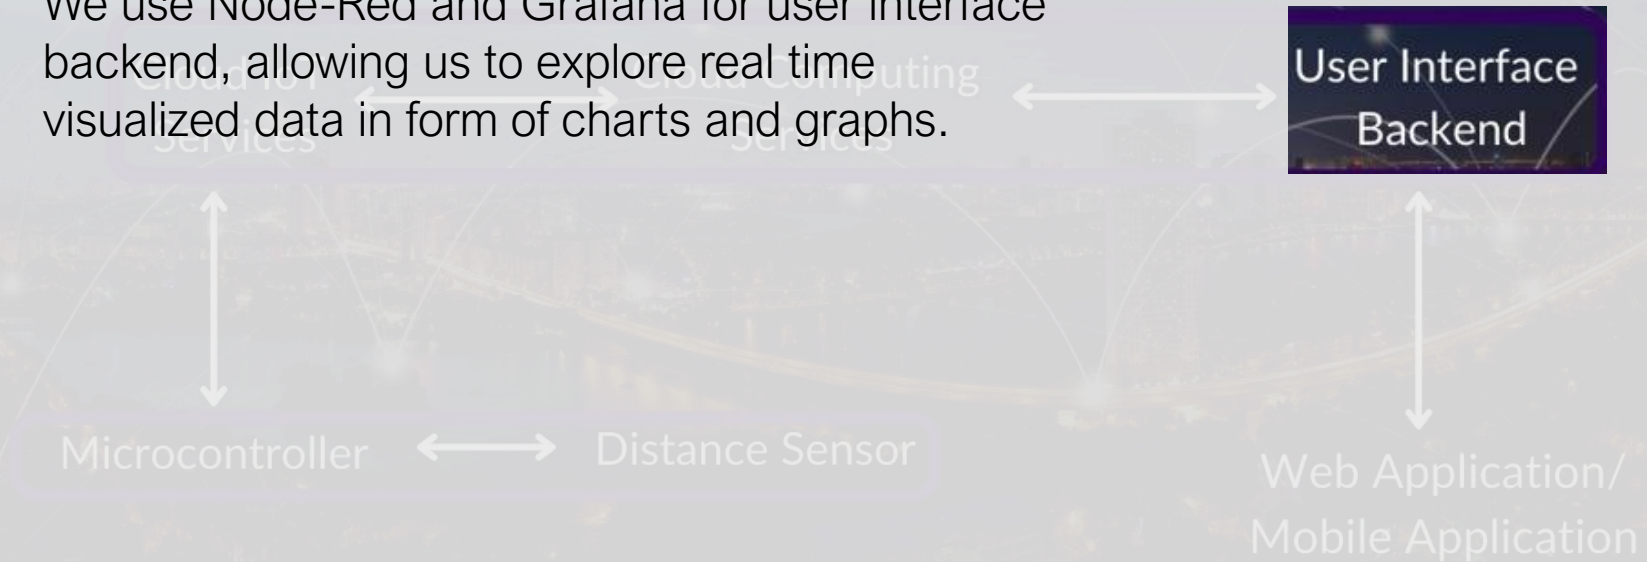 We use Node-Red and Grafana for user interface
backend, allowing us to explore real time
visualized data in form of charts and graphs.
Cloud IoT
Services
Cloud Computing
Services
User Interface
Backend
Microcontroller
Distance Sensor
Web Application/
Mobile Application